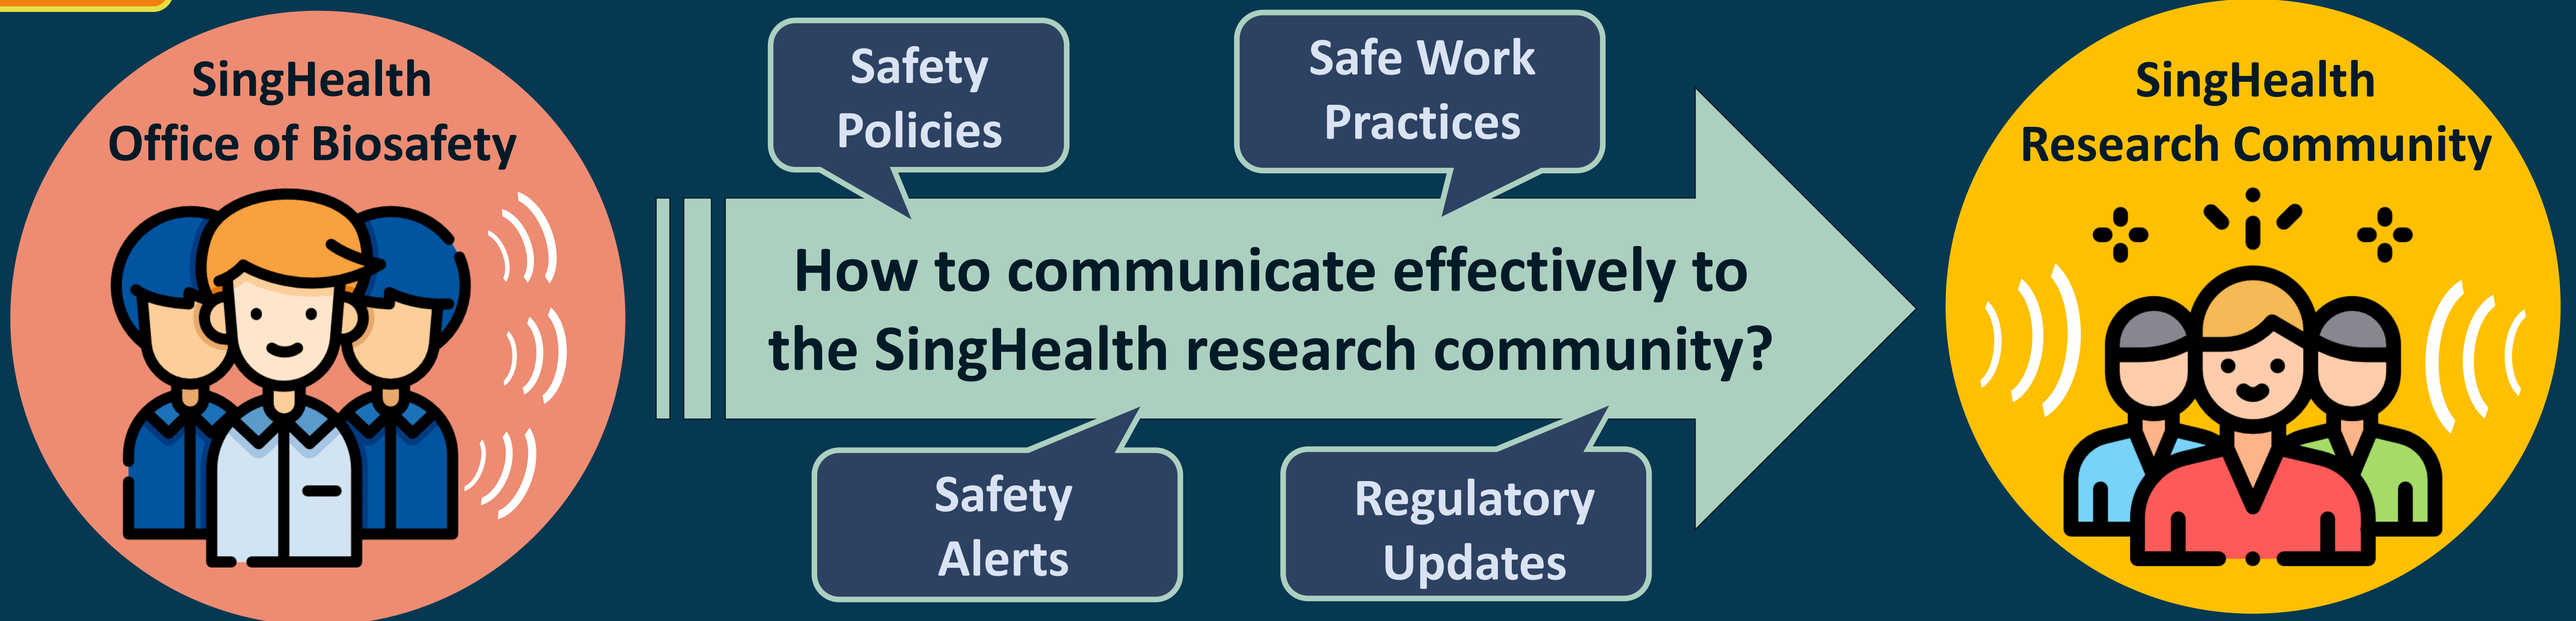 SingHealth
Office of Biosafety
Safety
Policies
Safe Work
Practices
How to communicate effectively to
the SingHealth research community?
Safety
Alerts
Regulatory
Updates
SingHealth
Research Community